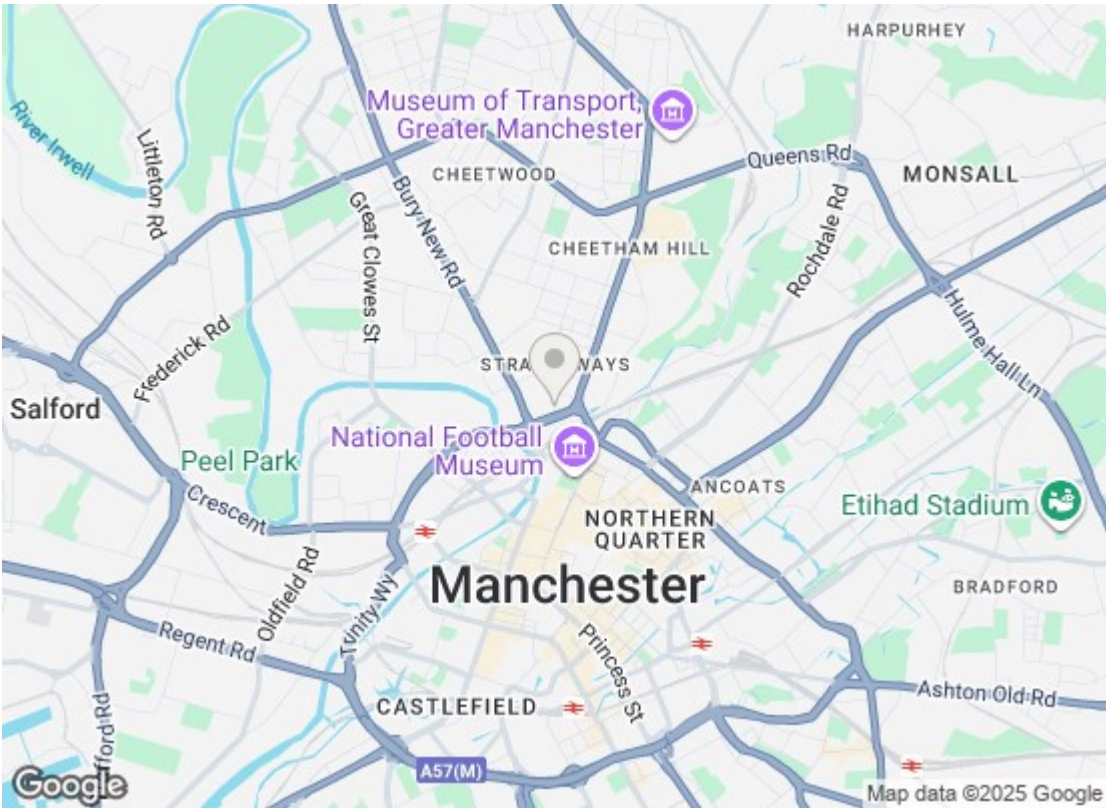 HARPURHEY
Museum of Transport,
Greater Manchester
River Irwell
Littleton Rd
Queens Rd
CHEETWOOD
MONSALL
Bury New Rd
Great Clowes St
Rochdale Rd
CHEETHAM HILL
Hulme Hall Ln
Frederick Rd
Salford
National Football
Museum
Peel Park
Crescent
ANCOATS
Etihad Stadium
NORTHERN
QUARTER
Oldfield Rd
Manchester
BRADFORD
Regent Rd
Princess St
CASTLEFIELD
Ashton Old Rd
A57(M)
Google
Map data ©2025 Google